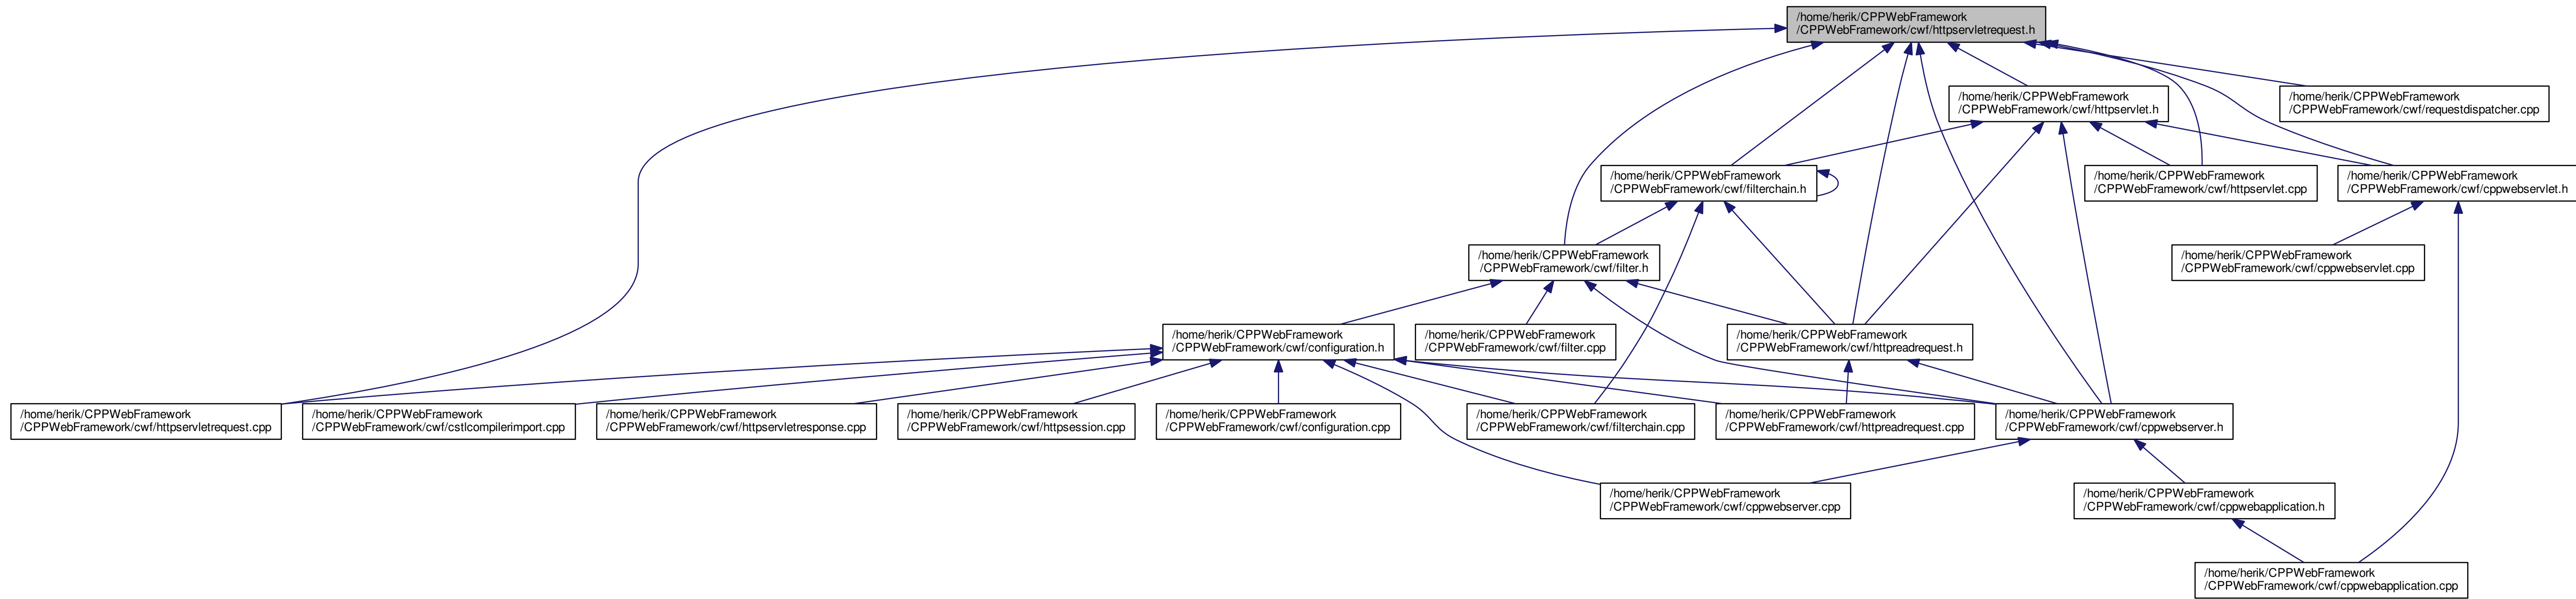 /home/herik/CPPWebFramework
/CPPWebFramework/cwf/httpservletrequest.h
/home/herik/CPPWebFramework
/CPPWebFramework/cwf/httpservlet.h
/home/herik/CPPWebFramework
/CPPWebFramework/cwf/requestdispatcher.cpp
/home/herik/CPPWebFramework
/CPPWebFramework/cwf/filterchain.h
/home/herik/CPPWebFramework
/CPPWebFramework/cwf/httpservlet.cpp
/home/herik/CPPWebFramework
/CPPWebFramework/cwf/cppwebservlet.h
/home/herik/CPPWebFramework
/CPPWebFramework/cwf/filter.h
/home/herik/CPPWebFramework
/CPPWebFramework/cwf/cppwebservlet.cpp
/home/herik/CPPWebFramework
/CPPWebFramework/cwf/configuration.h
/home/herik/CPPWebFramework
/CPPWebFramework/cwf/filter.cpp
/home/herik/CPPWebFramework
/CPPWebFramework/cwf/httpreadrequest.h
/home/herik/CPPWebFramework
/CPPWebFramework/cwf/httpservletrequest.cpp
/home/herik/CPPWebFramework
/CPPWebFramework/cwf/cstlcompilerimport.cpp
/home/herik/CPPWebFramework
/CPPWebFramework/cwf/httpservletresponse.cpp
/home/herik/CPPWebFramework
/CPPWebFramework/cwf/httpsession.cpp
/home/herik/CPPWebFramework
/CPPWebFramework/cwf/configuration.cpp
/home/herik/CPPWebFramework
/CPPWebFramework/cwf/filterchain.cpp
/home/herik/CPPWebFramework
/CPPWebFramework/cwf/httpreadrequest.cpp
/home/herik/CPPWebFramework
/CPPWebFramework/cwf/cppwebserver.h
/home/herik/CPPWebFramework
/CPPWebFramework/cwf/cppwebserver.cpp
/home/herik/CPPWebFramework
/CPPWebFramework/cwf/cppwebapplication.h
/home/herik/CPPWebFramework
/CPPWebFramework/cwf/cppwebapplication.cpp